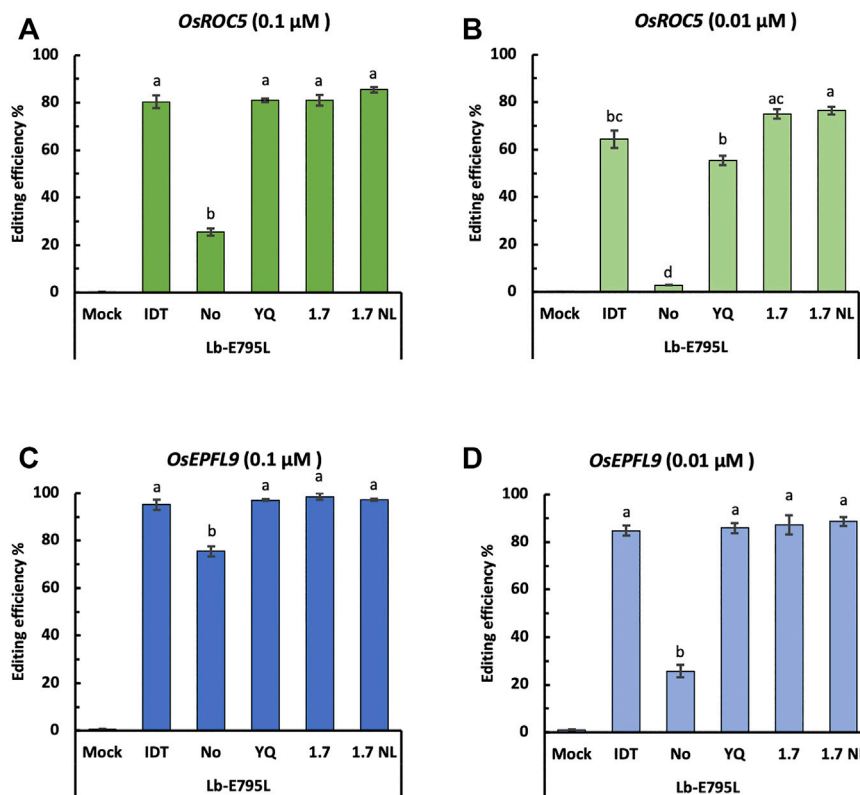 A
OsROC5 (0.1 µM )
Editing efficiency %
100
80
60
40
20
0
a
b
a
a
a
Mock IDT No YQ 1.7 1.7 NL
Lb-E795L
B
OsROC5 (0.01 µM)
Editing efficiency %
100
80
60
40
20
0
bc
d
b
ac
a
Mock IDT No YQ 1.7 1.7 NL
Lb-E795L
C
OsEPFL9 (0.1 µM )
Editing efficiency %
100
80
60
40
20
0
a
b
a
a
a
Mock IDT No YQ 1.7 1.7 NL
Lb-E795L
D
OsEPFL9 (0.01 µM )
Editing efficiency %
100
80
60
40
20
0
a
b
a
a
a
Mock IDT No YQ 1.7 1.7 NL
Lb-E795L